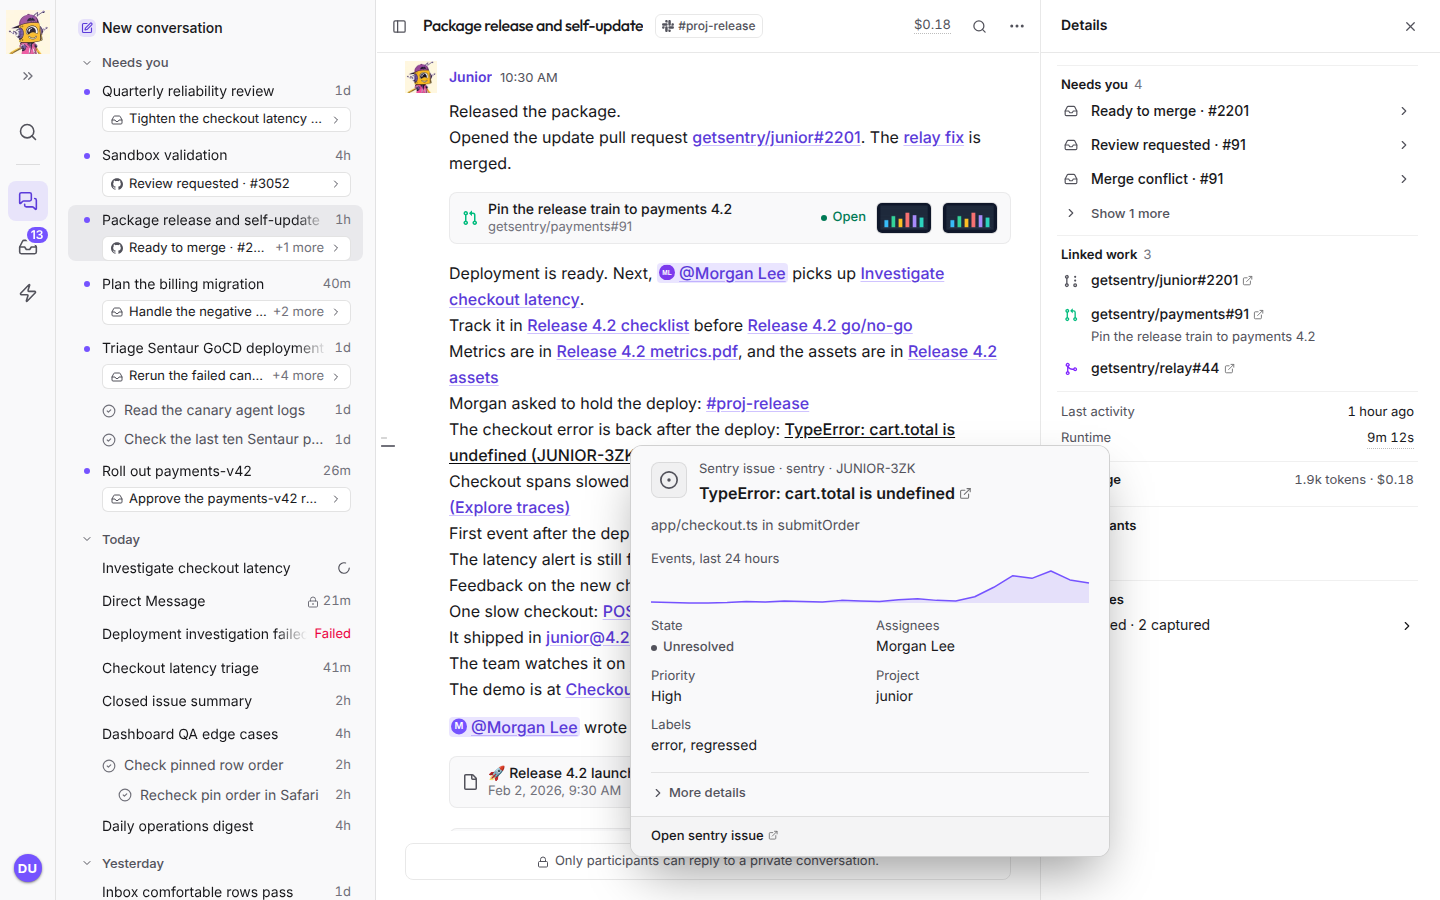 New conversation
Needs you
Quarterly reliability review 1d
Tighten the checkout latency ...
Sandbox validation 4h
Review requested · #3052
Package release and self-update 1h
Ready to merge · #2... +1 more
Plan the billing migration 40m
Handle the negative ... +2 more
Triage Sentaur GoCD deployment 1d
Rerun the failed can... +4 more
Read the canary agent logs 1d
Check the last ten Sentaur p... 1d
Roll out payments-v42 26m
Approve the payments-v42 r...
Today
Investigate checkout latency
Direct Message 21m
Deployment investigation failed Failed
Checkout latency triage 41m
Closed issue summary 2h
Dashboard QA edge cases 4h
Check pinned row order 2h
Recheck pin order in Safari 2h
Daily operations digest 4h
Yesterday
Inbox comfortable rows pass 1d
13
DU
Package release and self-update #proj-release $0.18
Junior 10:30 AM
Released the package.
Opened the update pull request getsentry/junior#2201. The relay fix is
merged.
Pin the release train to payments 4.2
getsentry/payments#91
Open
Deployment is ready. Next, ML @Morgan Lee picks up Investigate
checkout latency.
Track it in Release 4.2 checklist before Release 4.2 go/no-go
Metrics are in Release 4.2 metrics.pdf, and the assets are in Release 4.2
assets
Morgan asked to hold the deploy: #proj-release
The checkout error is back after the deploy: TypeError: cart.total is
undefined (JUNIOR-3ZK
Checkout spans slowed
(Explore traces)
First event after the dep
The latency alert is still f
Feedback on the new ch
One slow checkout: POS
It shipped in junior@4.2
The team watches it on
The demo is at Checkou
M @Morgan Lee wrote
🚀 Release 4.2 launch
Feb 2, 2026, 9:30 AM
Only participants can reply to a private conversation.
Sentry issue · sentry · JUNIOR-3ZK
TypeError: cart.total is undefined
app/checkout.ts in submitOrder
Events, last 24 hours
State Assignees
Unresolved Morgan Lee
Priority Project
High junior
Labels
error, regressed
More details
Open sentry issue
Details
Needs you 4
Ready to merge · #2201
Review requested · #91
Merge conflict · #91
Show 1 more
Linked work 3
getsentry/junior#2201
getsentry/payments#91
Pin the release train to payments 4.2
getsentry/relay#44
Last activity 1 hour ago
Runtime 9m 12s
ge 1.9k tokens · $0.18
ants
es
ed · 2 captured